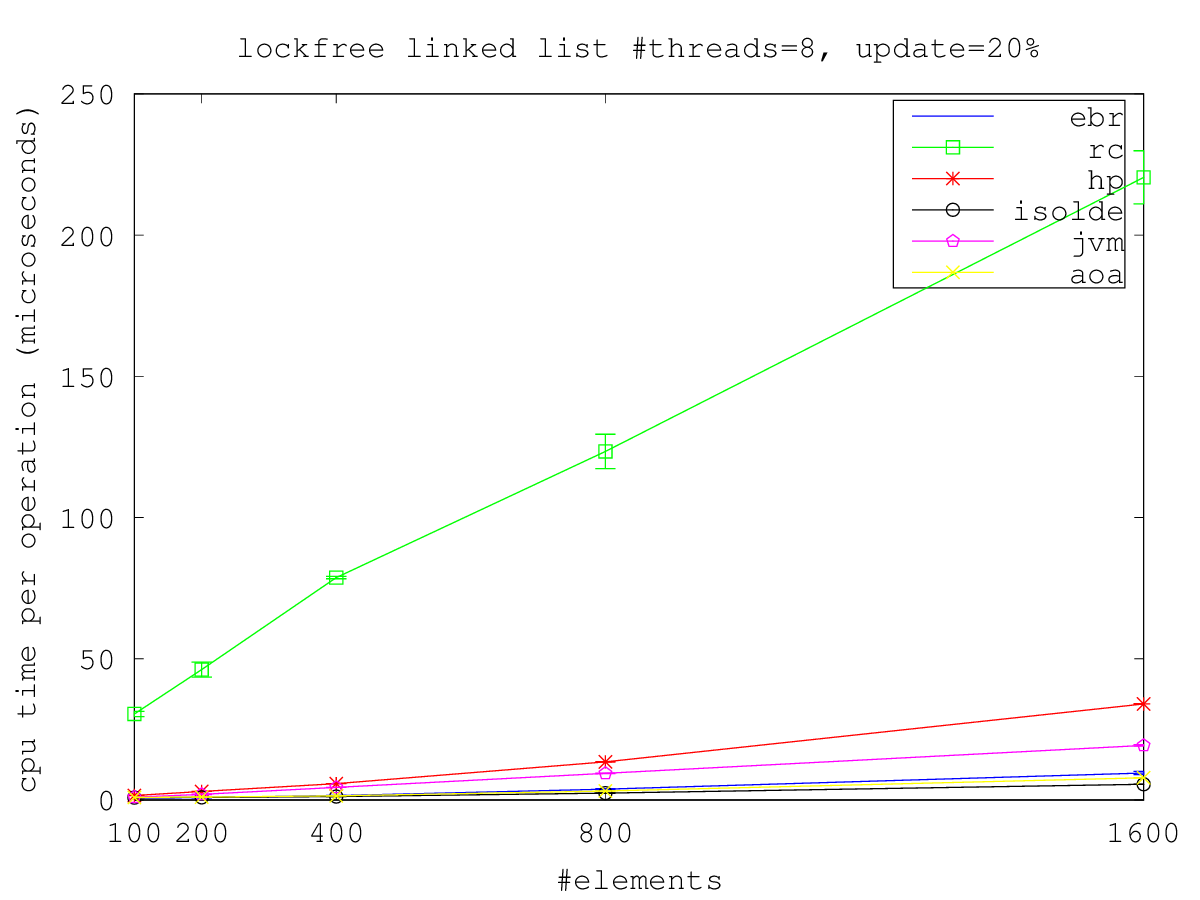 lockfree linked list #threads=8, update=20%
cpu time per operation (microseconds)
250
200
150
100
50
0
ebr
rc
hp
isolde
jvm
aoa
100 200 400 800 1600
#elements